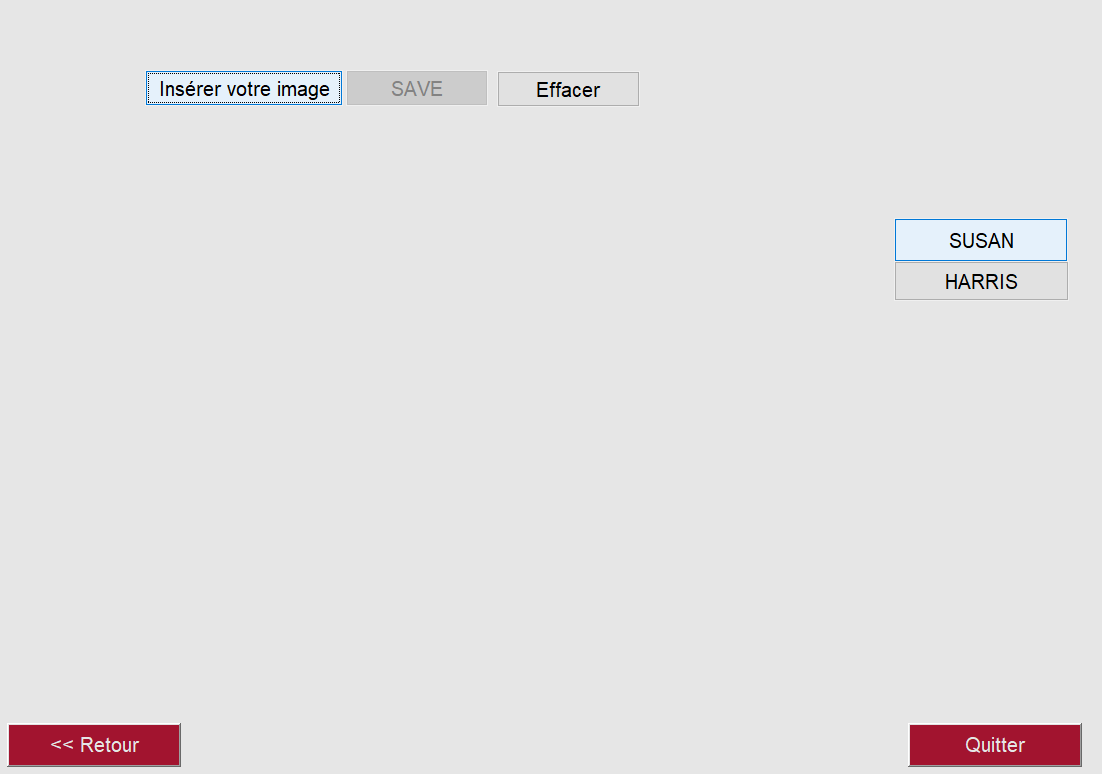 Insérer votre image SAVE Effacer
SUSAN
HARRIS
<< Retour Quitter